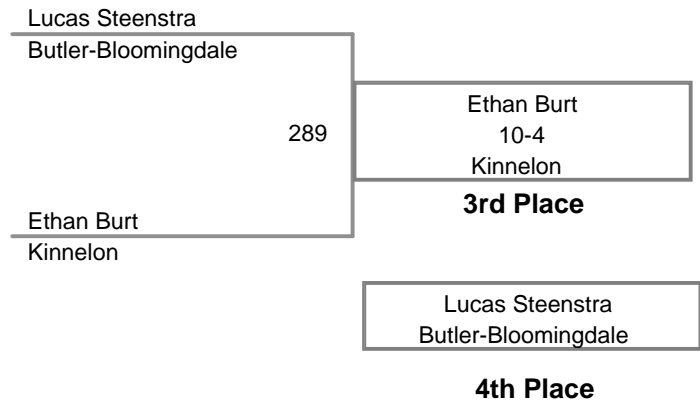 Lucas Steenstra
Butler-Bloomingdale
289
Ethan Burt
Kinnelon
Ethan Burt
10-4
Kinnelon
3rd Place
Lucas Steenstra
Butler-Bloomingdale
4th Place